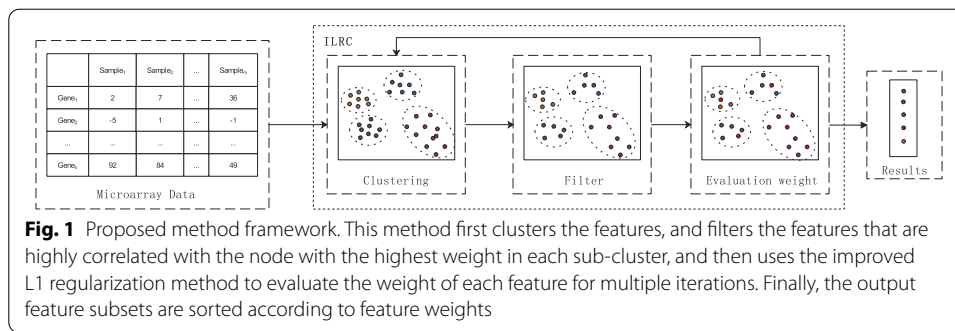 ILRC
Sample1 Sample2 ... Samplem
Gene1 2 7 ... 36
Gene2 -5 1 ... -1
... ... ... ...
Genen 92 84 ... 49
Microarray Data
Clustering
Filter
Evaluation weight
Results
Fig. 1 Proposed method framework. This method first clusters the features, and filters the features that are
highly correlated with the node with the highest weight in each sub-cluster, and then uses the improved
L1 regularization method to evaluate the weight of each feature for multiple iterations. Finally, the output
feature subsets are sorted according to feature weights